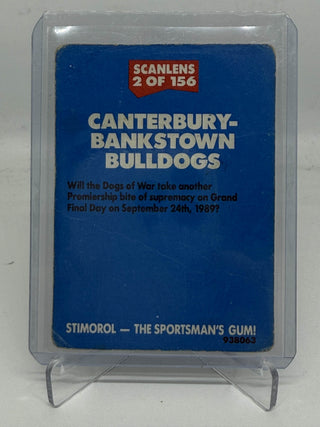 SCANLENS
2 OF 156
CANTERBURY-
BANKSTOWN
BULLDOGS
Will the Dogs of War take another
Premiership bite of supremacy on Grand
Final Day on September 24th, 1989?
STIMOROL — THE SPORTSMAN'S GUM!
938063